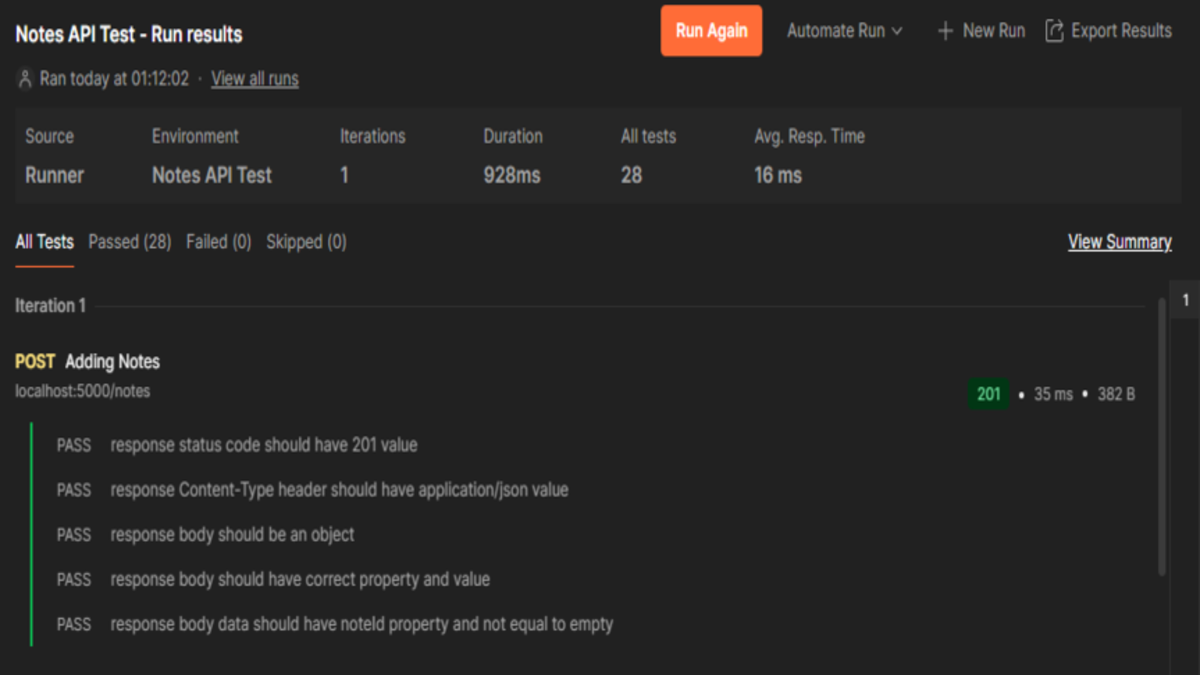 Notes API Test - Run results
Run Again
Automate Run
New Run
Export Results
Ran today at 01:12:02 · View all runs
Source Environment Iterations Duration All tests Avg. Resp. Time
Runner Notes API Test 1 928ms 28 16 ms
All Tests Passed (28) Failed (0) Skipped (0) View Summary
Iteration 1
1
POST Adding Notes
localhost:5000/notes
201 • 35 ms • 382 B
PASS response status code should have 201 value
PASS response Content-Type header should have application/json value
PASS response body should be an object
PASS response body should have correct property and value
PASS response body data should have noteId property and not equal to empty